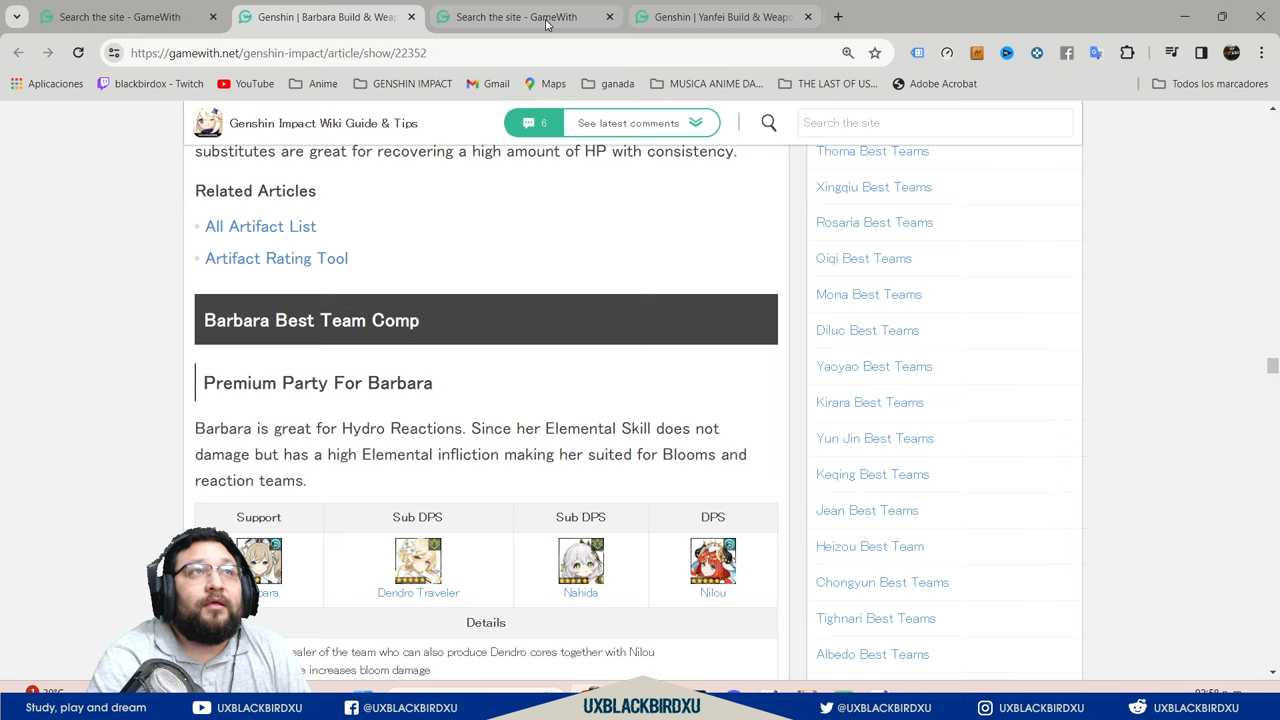 Search the site - GameWith
Genshin | Barbara Build & Weap
Search the site - GameWith
Genshin | Yanfei Build & Weapo
https://gamewith.net/genshin-impact/article/show/22352
Aplicaciones
blackbirdox - Twitch
YouTube
Anime
GENSHIN IMPACT
Gmail
Maps
ganada
MUSICA ANIME DA...
THE LAST OF US...
Adobe Acrobat
Todos los marcadores
Genshin Impact Wiki Guide & Tips
6
See latest comments
Search the site
substitutes are great for recovering a high amount of HP with consistency.
Related Articles
All Artifact List
Artifact Rating Tool
Barbara Best Team Comp
Premium Party For Barbara
Barbara is great for Hydro Reactions. Since her Elemental Skill does not
damage but has a high Elemental infliction making her suited for Blooms and
reaction teams.
Support
Sub DPS
Sub DPS
DPS
Dendro Traveler
Nahida
Nilou
Details
ealer of the team who can also produce Dendro cores together with Nilou
e increases bloom damage
Thoma Best Teams
Xingqiu Best Teams
Rosaria Best Teams
Qiqi Best Teams
Mona Best Teams
Diluc Best Teams
Yaoyao Best Teams
Kirara Best Teams
Yun Jin Best Teams
Keqing Best Teams
Jean Best Teams
Heizou Best Team
Chongyun Best Teams
Tighnari Best Teams
Albedo Best Teams
Study, play and dream
UXBLACKBIRDXU
@UXBLACKBIRDXU
UXBLACKBIRDXU
@UXBLACKBIRDXU
UXBLACKBIRDXU
UXBLACKBIRDXU